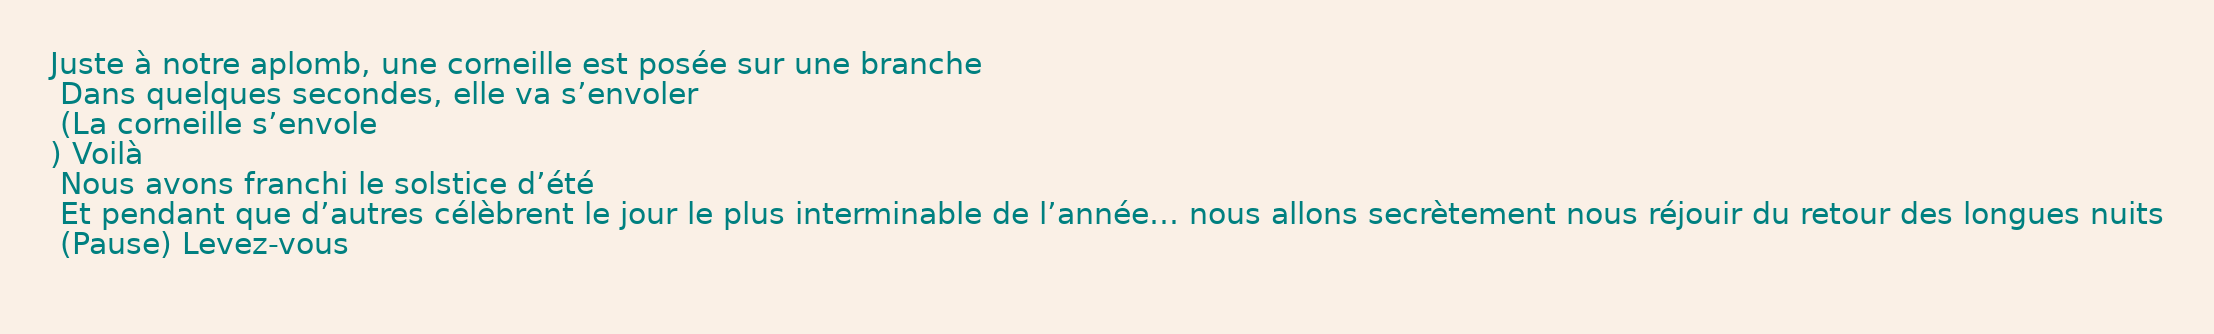 Juste à notre aplomb, une corneille est posée sur une branche
Dans quelques secondes, elle va s’envoler
(La corneille s’envole
) Voilà
Nous avons franchi le solstice d’été
Et pendant que d’autres célèbrent le jour le plus interminable de l’année… nous allons secrètement nous réjouir du retour des longues nuits
(Pause) Levez-vous